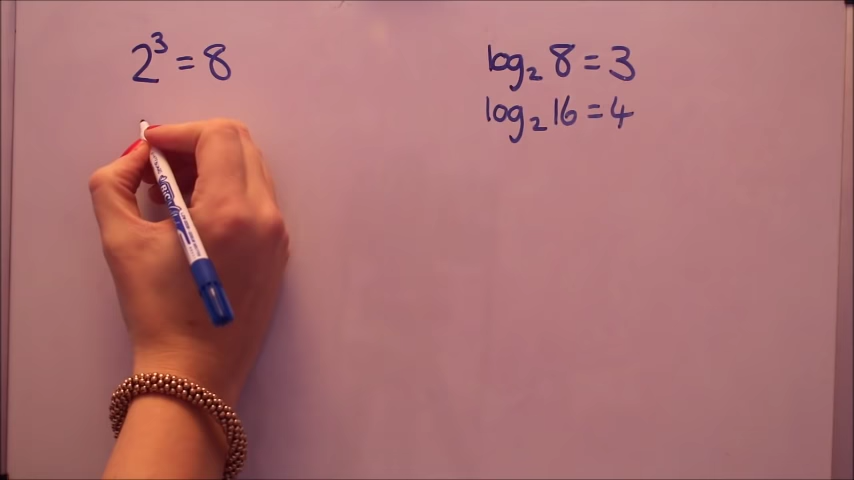 2³ = 8
log₂ 8 = 3
log₂ 16 = 4